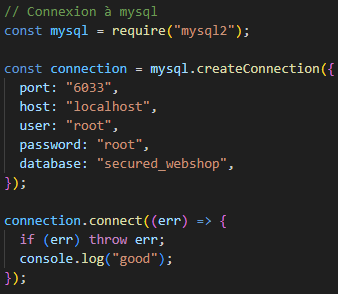 // Connexion à mysql
const mysql = require("mysql2");
const connection = mysql.createConnection({
  port: "6033",
  host: "localhost",
  user: "root",
  password: "root",
  database: "secured_webshop",
});
connection.connect((err) => {
  if (err) throw err;
  console.log("good");
});